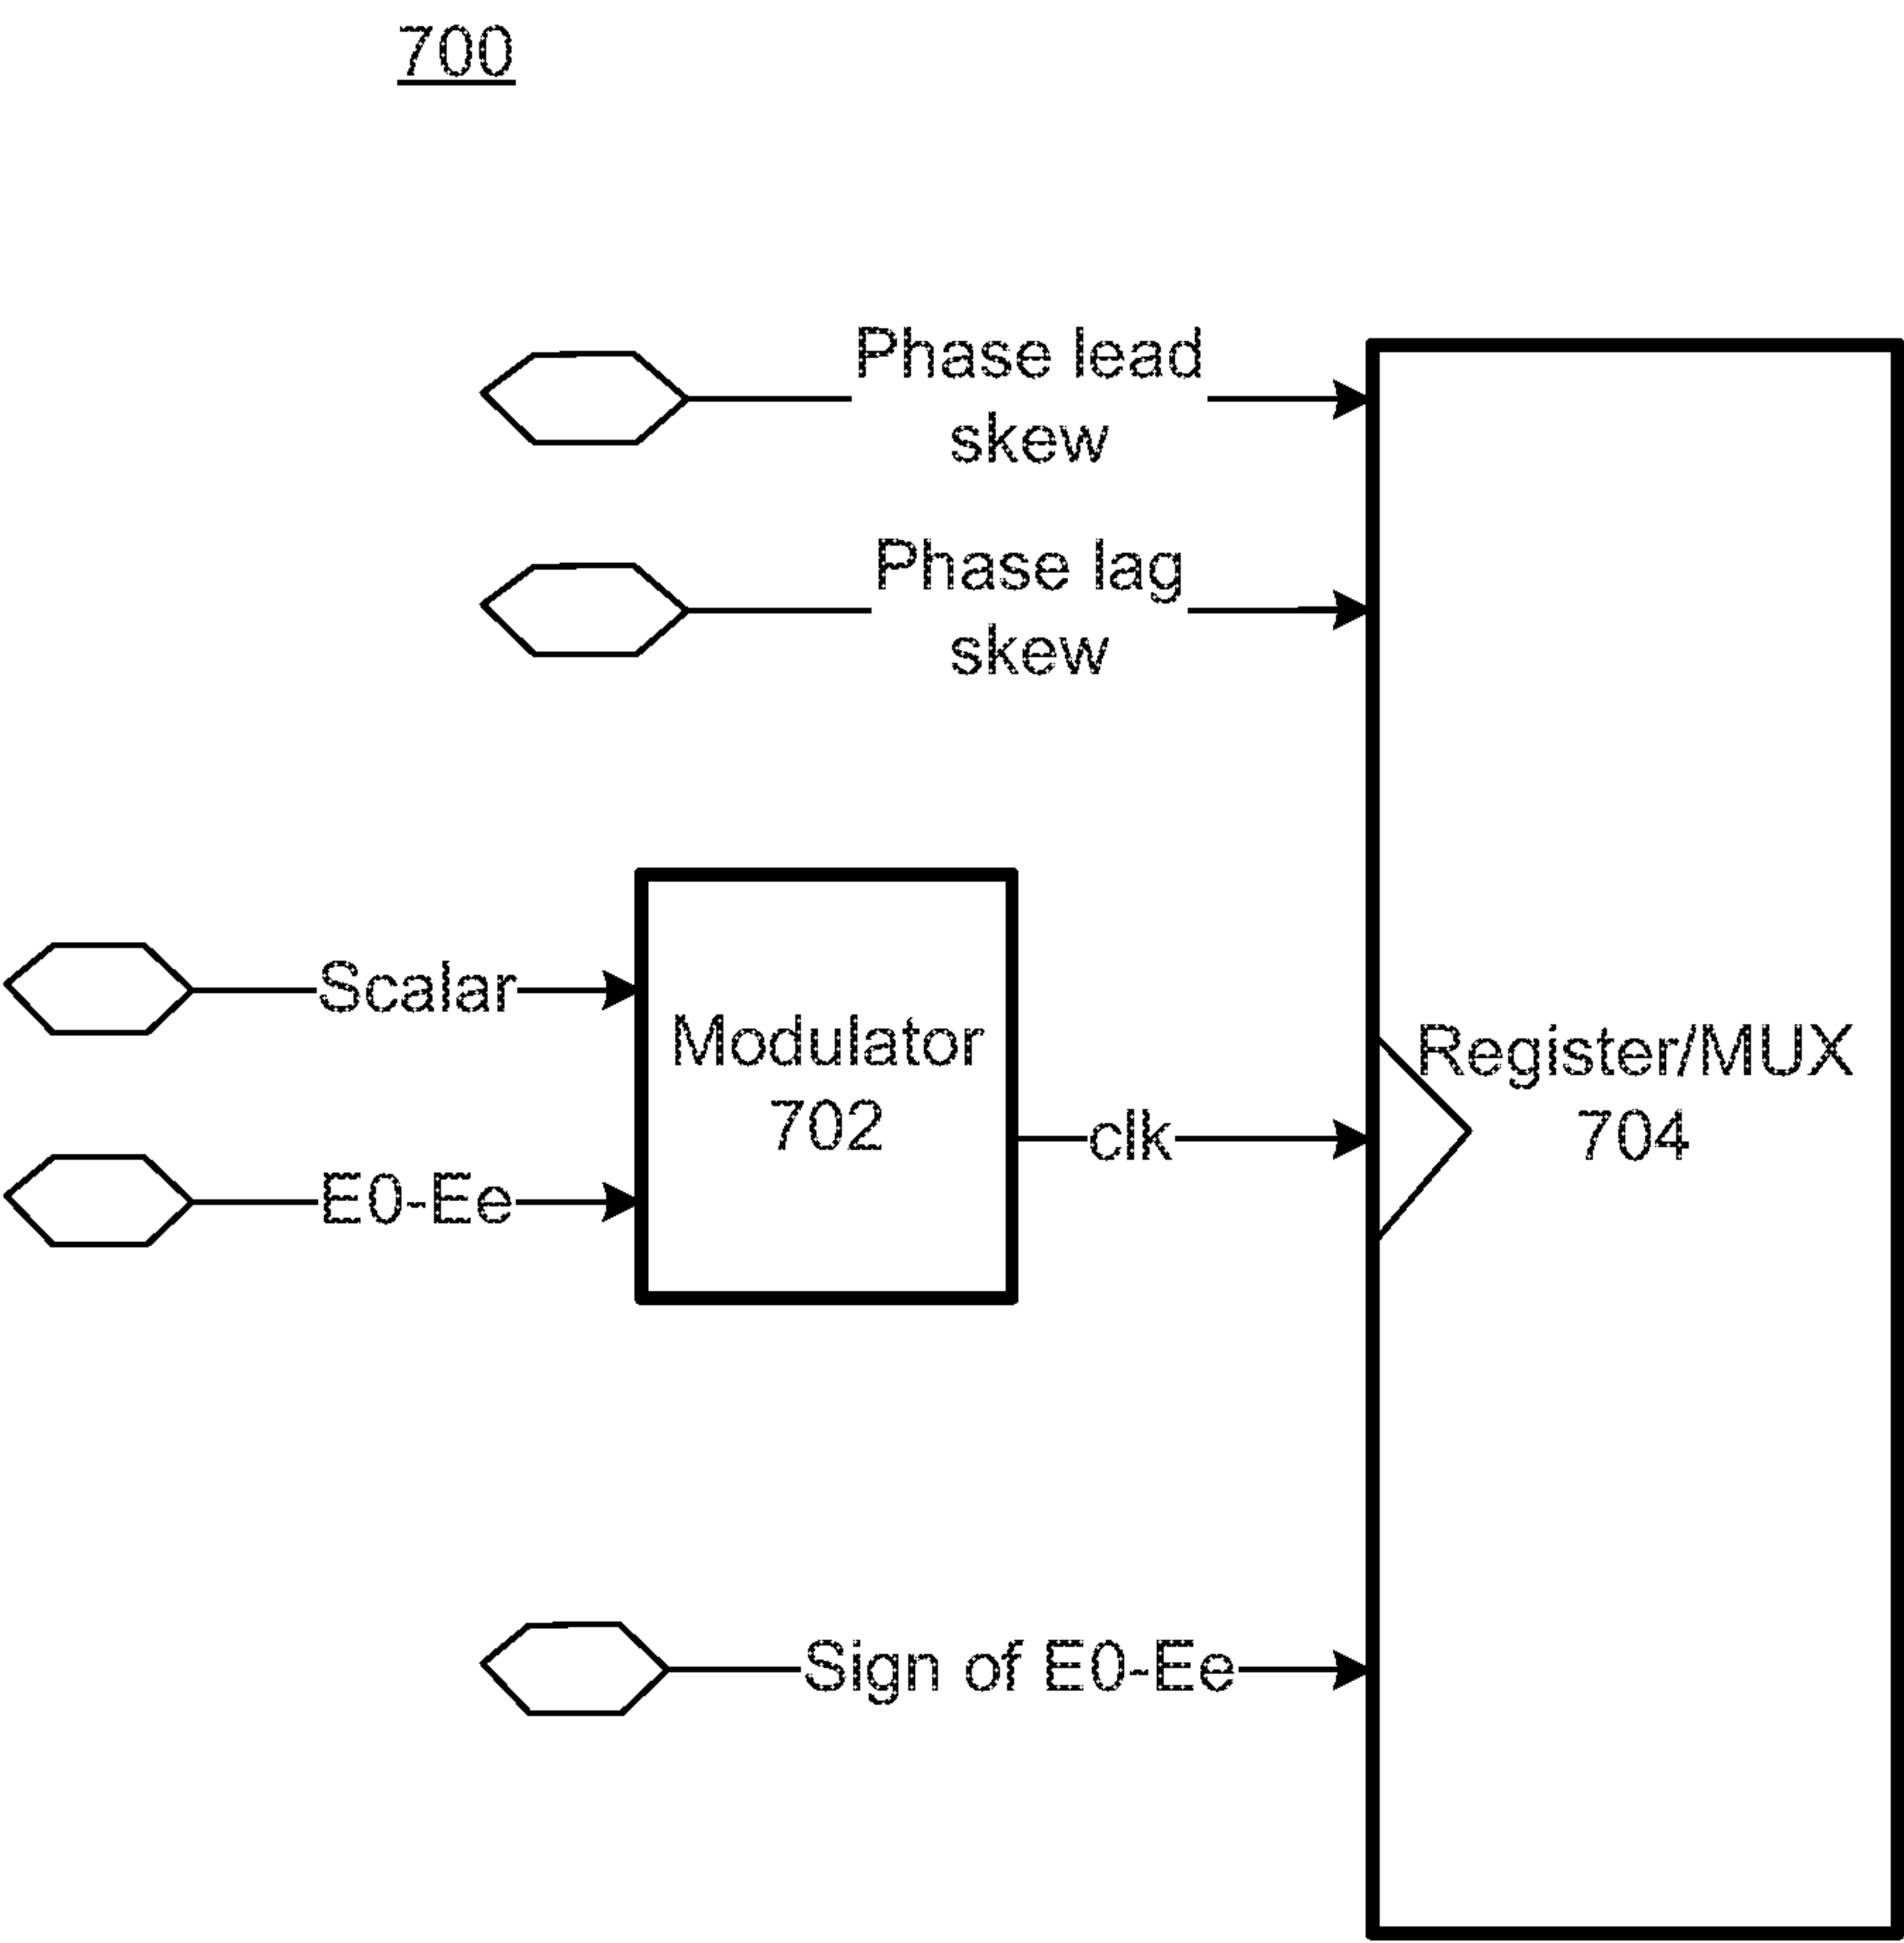 700
Phase lead
skew
Phase lag
skew
Scalar
E0-Ee
Modulator
702
clk
Register/MUX
704
Sign of E0-Ee